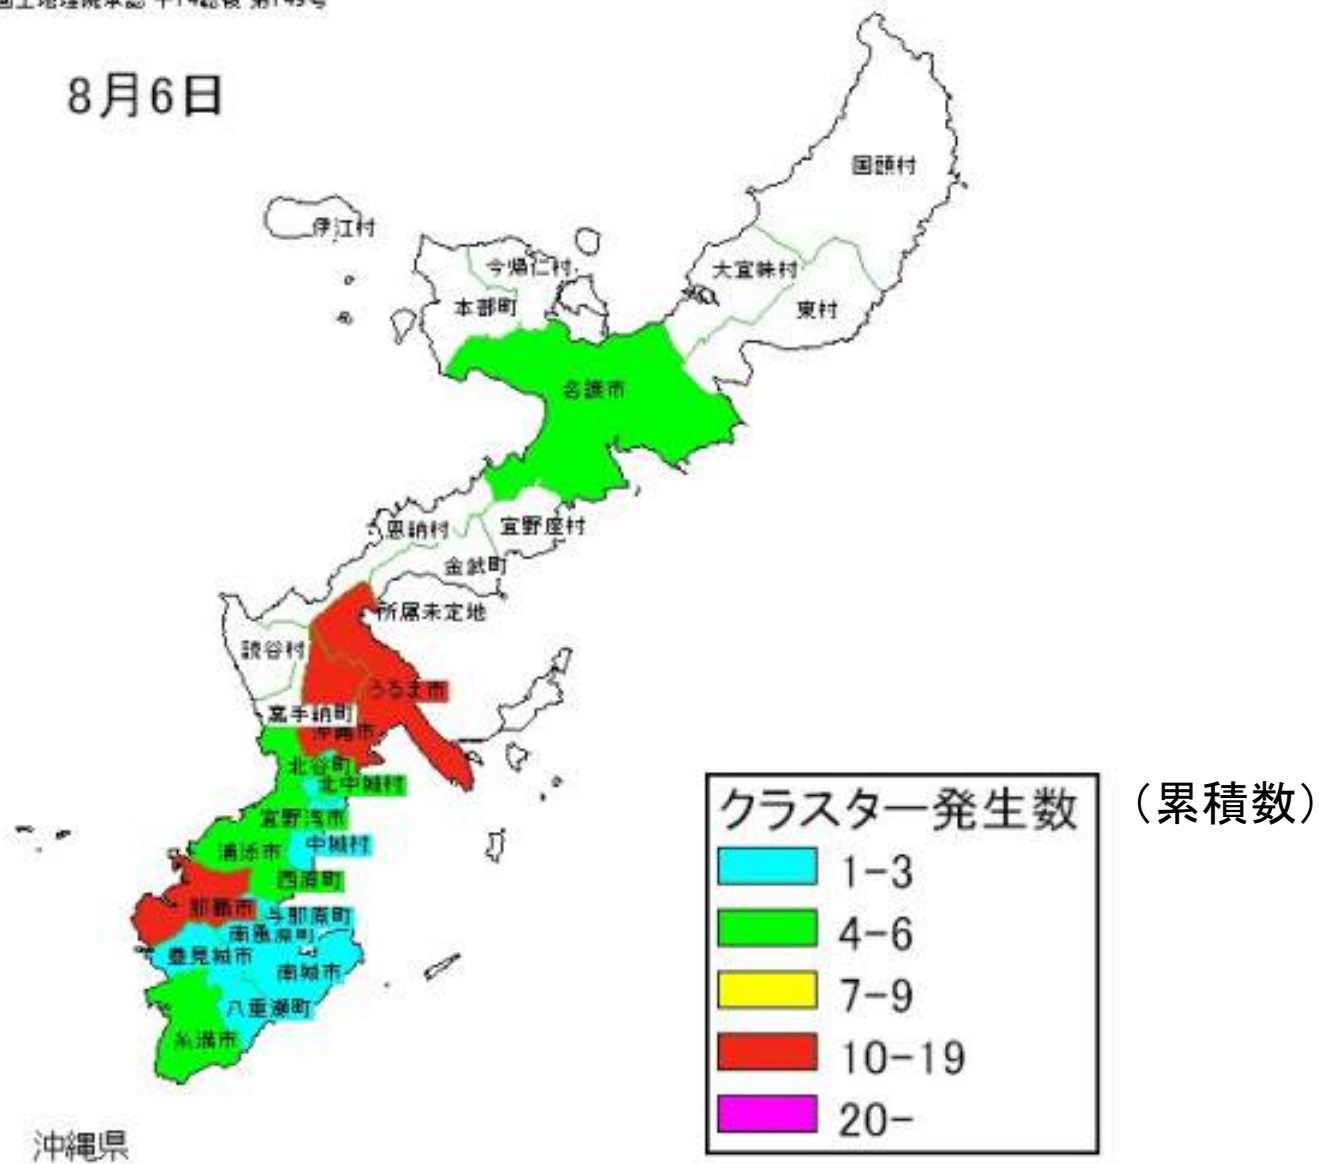 8月6日
国頭村
伊江村
今帰仁村
大宜味村
本部町
東村
名護市
恩納村
宜野座村
金武町
所属未定地
読谷村
うるま市
嘉手納町
沖縄市
北谷町
北中城村
クラスター発生数
(累積数)
宜野湾市
中城村
浦添市
1-3
西原町
那覇市
与那原町
4-6
南風原町
豊見城市
南城市
7-9
八重瀬町
糸満市
10-19
20-
沖縄県